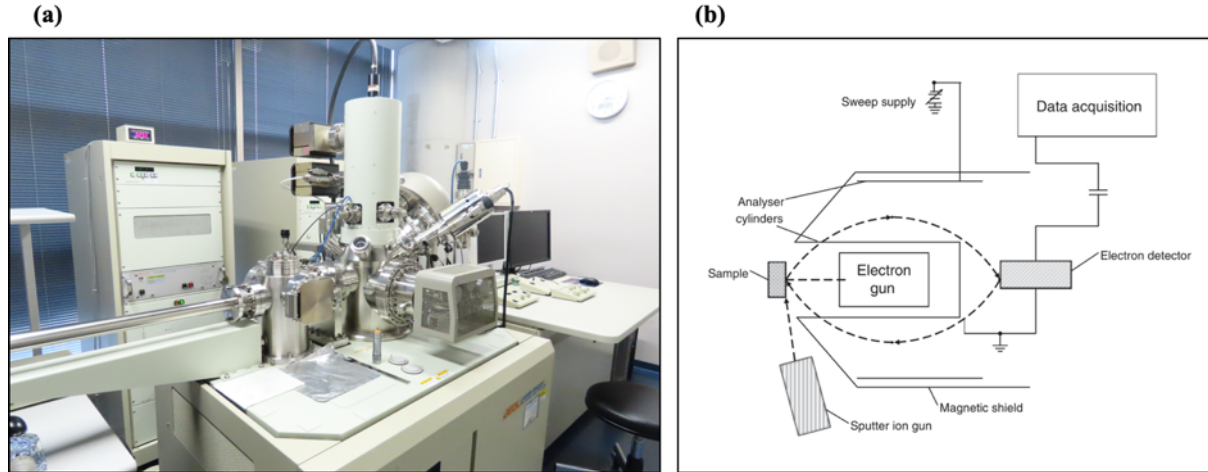 (a)
(b)
Sweep supply
Data acquisition
Analyser
cylinders
Sample
Electron
gun
Electron detector
Magnetic shield
Sputter ion gun